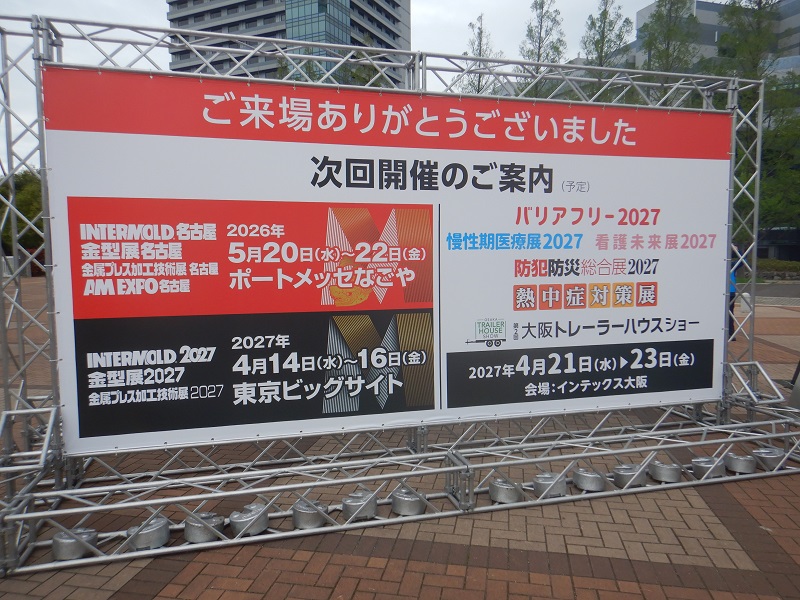 ご来場ありがとうございました
次回開催のご案内 (予定)
INTERMOLD 名古屋
金型展名古屋
金属プレス加工技術展 名古屋
AM EXPO 名古屋
2026年
5月20日(水)〜22日(金)
ポートメッセなごや
INTERMOLD 2027
金型展2027
金属プレス加工技術展2027
2027年
4月14日(水)〜16日(金)
東京ビッグサイト
バリアフリー2027
慢性期医療展2027 看護未来展2027
防犯防災総合展2027
熱中症対策展
OSAKA
TRAILER
HOUSE
SHOW
第2回 大阪トレーラーハウスショー
2027年4月21日(水)▶23日(金)
会場:インテックス大阪